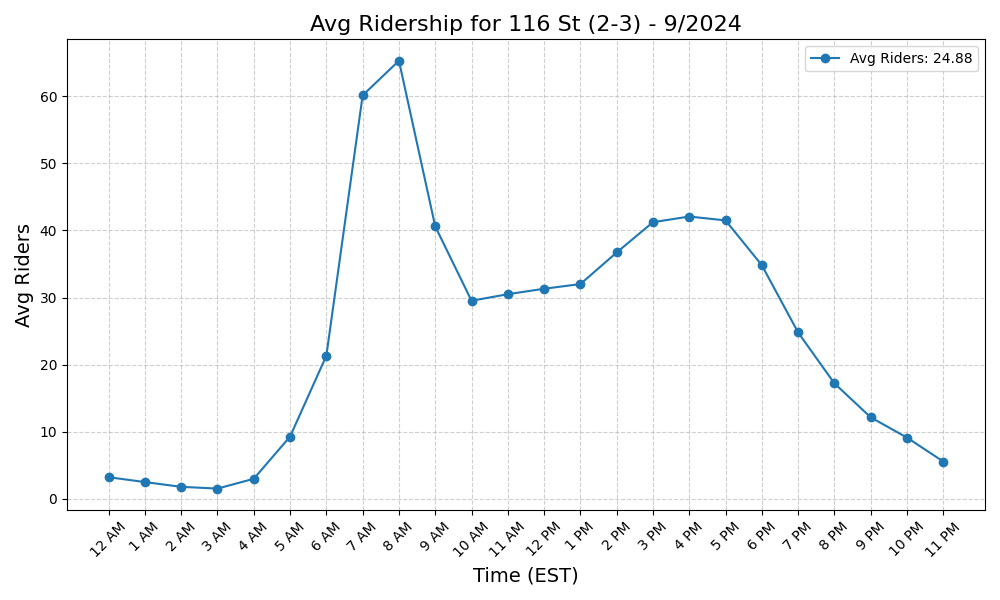 Avg Ridership for 116 St (2-3) - 9/2024
Avg Riders: 24.88
Avg Riders
60
50
40
30
20
10
0
12 AM
1 AM
2 AM
3 AM
4 AM
5 AM
6 AM
7 AM
8 AM
9 AM
10 AM
11 AM
12 PM
1 PM
2 PM
3 PM
4 PM
5 PM
6 PM
7 PM
8 PM
9 PM
10 PM
11 PM
Time (EST)